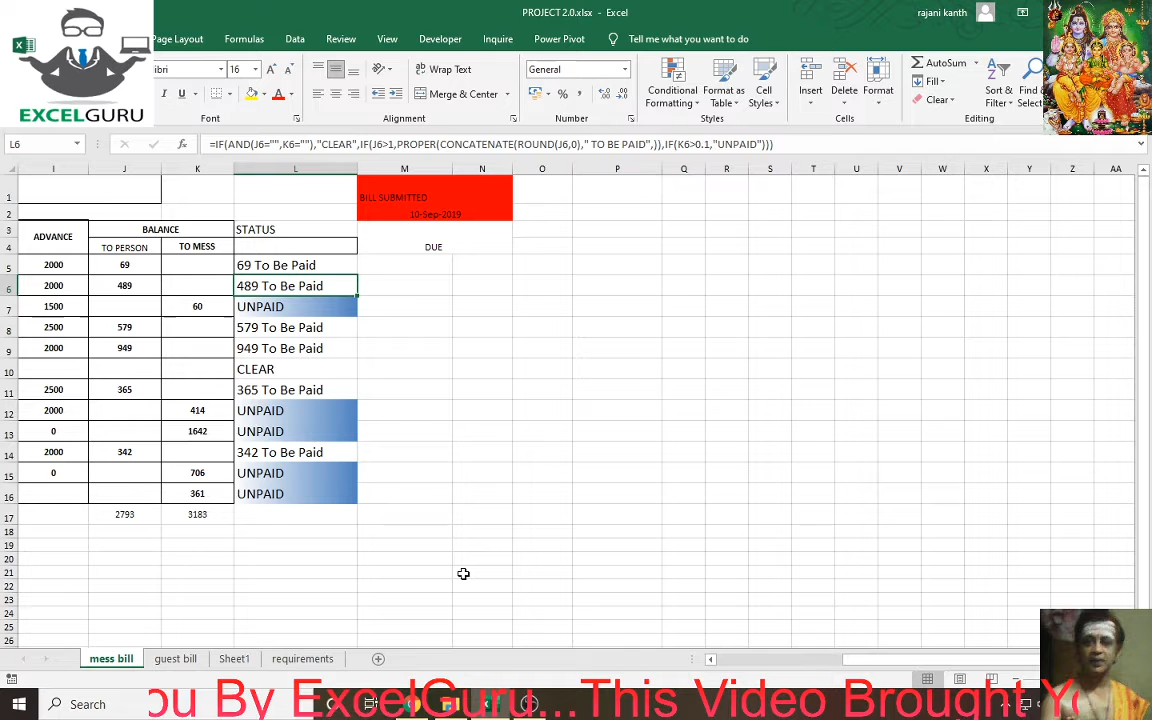 PROJECT 2.0.xlsx - Excel
rajani kanth
EXCELGURU
Page Layout Formulas Data Review View Developer Inquire Power Pivot Tell me what you want to do
ibri 16 A A Wrap Text General
I U A Merge & Center % ,
Conditional Formatting Format as Table Cell Styles Insert Delete Format AutoSum Fill Clear Sort & Filter Find Select
Font Alignment Number Styles Cells Editing
L6 fx =IF(AND(J6="",K6=""),"CLEAR",IF(J6>1,PROPER(CONCATENATE(ROUND(J6,0)," TO BE PAID",)),IF(K6>0.1,"UNPAID")))
I J K L M N O P Q R S T U V W X Y Z AA
1 BILL SUBMITTED
2 10-Sep-2019
3 ADVANCE BALANCE STATUS
4 TO PERSON TO MESS DUE
5 2000 69 69 To Be Paid
6 2000 489 489 To Be Paid
7 1500 60 UNPAID
8 2500 579 579 To Be Paid
9 2000 949 949 To Be Paid
10 CLEAR
11 2500 365 365 To Be Paid
12 2000 414 UNPAID
13 0 1642 UNPAID
14 2000 342 342 To Be Paid
15 0 706 UNPAID
16 361 UNPAID
17 2793 3183
18
19
20
21
22
23
24
25
26
mess bill guest bill Sheet1 requirements
Search
ou By ExcelGuru...This Video Brought Yo